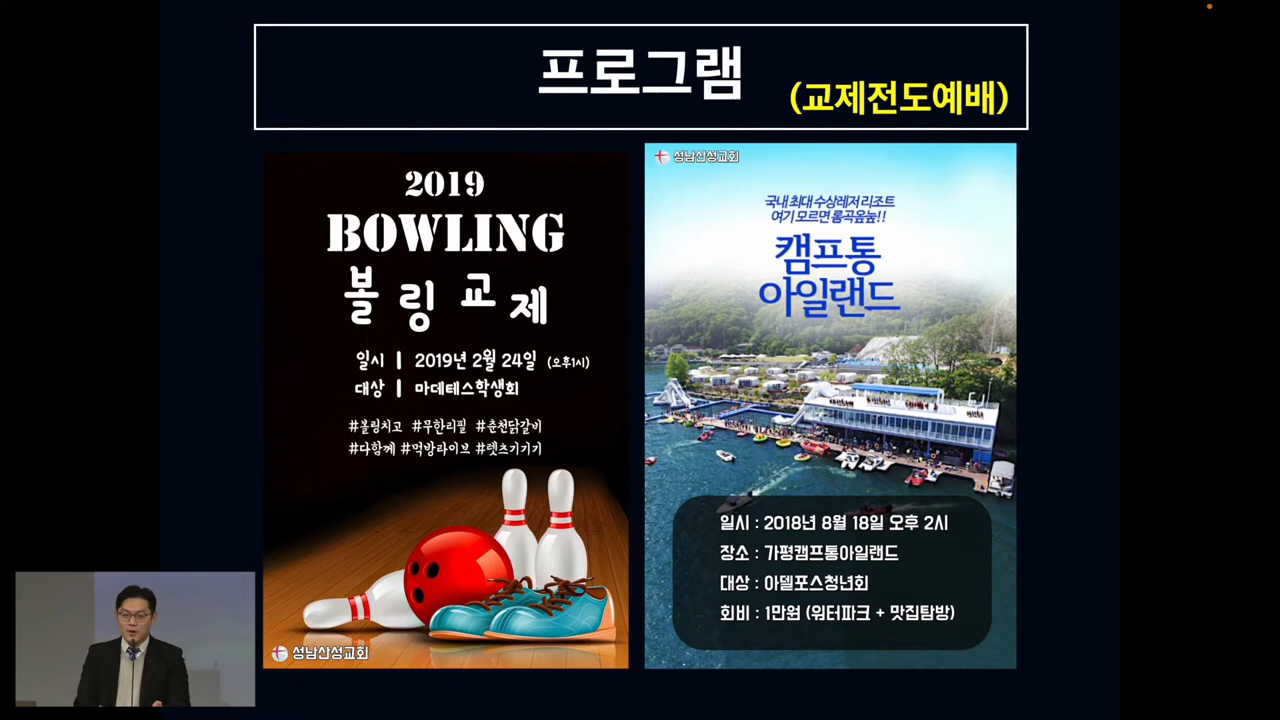 프로그램
(교제전도예배)
2019
BOWLING
볼링교제
일시 | 2019년 2월 24일 (오후1시)
대상 | 마데테스학생회
#볼링치고 #무한리필 #춘천닭갈비
#다함께 #먹방라이브 #렛츠기기기
성남산성교회
성남산성교회
국내 최대 수상레저 리조트
여기 모르면 롬곡옾눞!!
캠프통
아일랜드
일시 : 2018년 8월 18일 오후 2시
장소 : 가평캠프통아일랜드
대상 : 아델포스청년회
회비 : 1만원 (워터파크 + 맛집탐방)